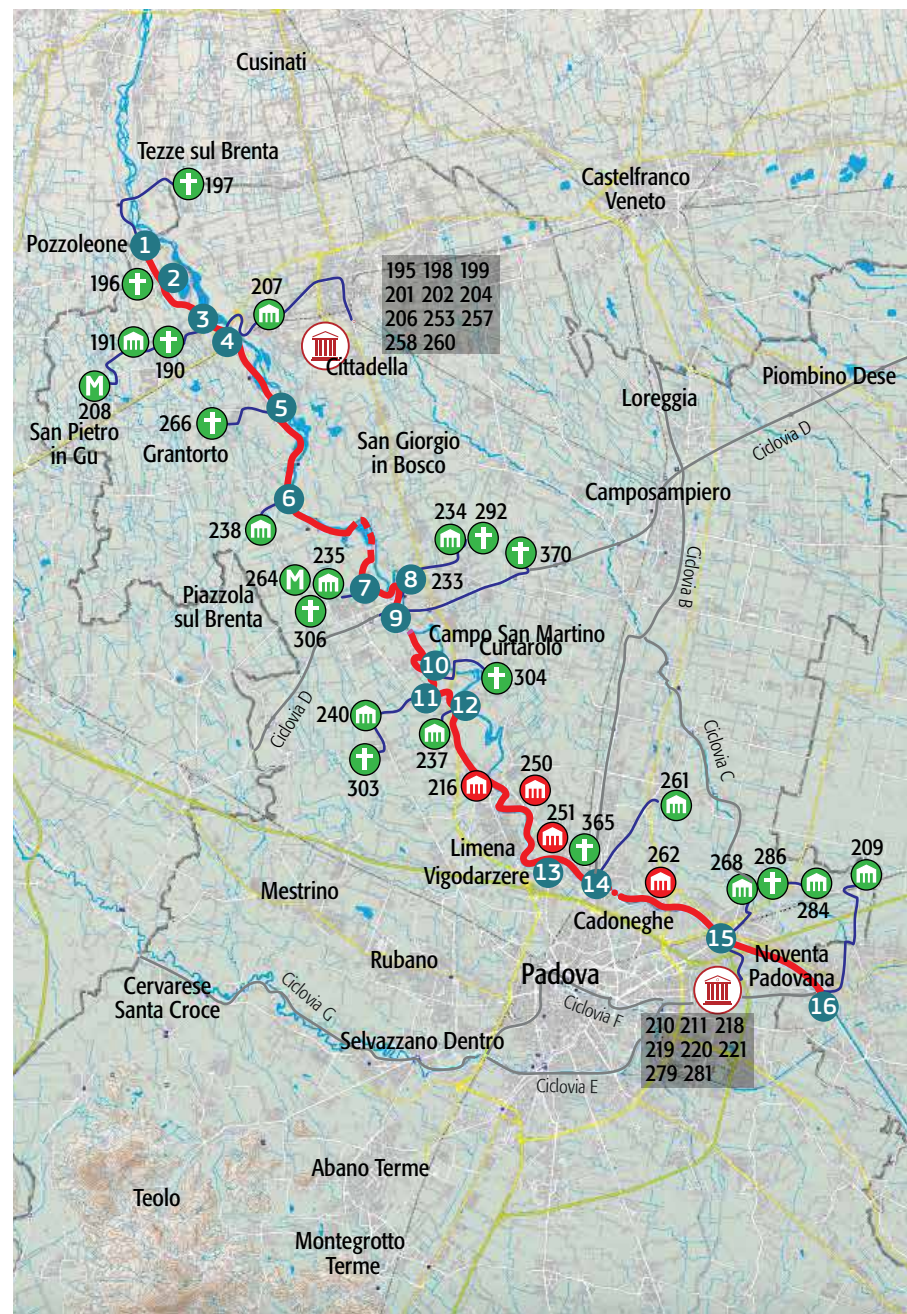 Cusinati
Tezze sul Brenta
197
Castelfranco
Veneto
Pozzoleone
1
196
2
207
195 198 199
201 202 204
206 253 257
258 260
3
191
4
190
Cittadella
208
San Pietro
in Gu
266
5
Grantorto
Loreggia
Piombino Dese
San Giorgio
in Bosco
Ciclovia D
Camposampiero
6
238
234
292
370
235
264
7
8
233
Piazzola
sul Brenta
306
9
Ciclovia B
Campo San Martino
Curtarolo
10
304
11
12
240
Ciclovia D
237
303
Ciclovia C
216
250
261
251
365
Limena
Vigodarzere
13
14
262
268
286
209
284
Mestrino
Cadoneghe
15
Rubano
Noventa
Padovana
Padova
Cervarese
Santa Croce
Ciclovia G
Ciclovia F
16
210 211 218
219 220 221
279 281
Selvazzano Dentro
Ciclovia E
Abano Terme
Teolo
Montegrotto
Terme
M
M